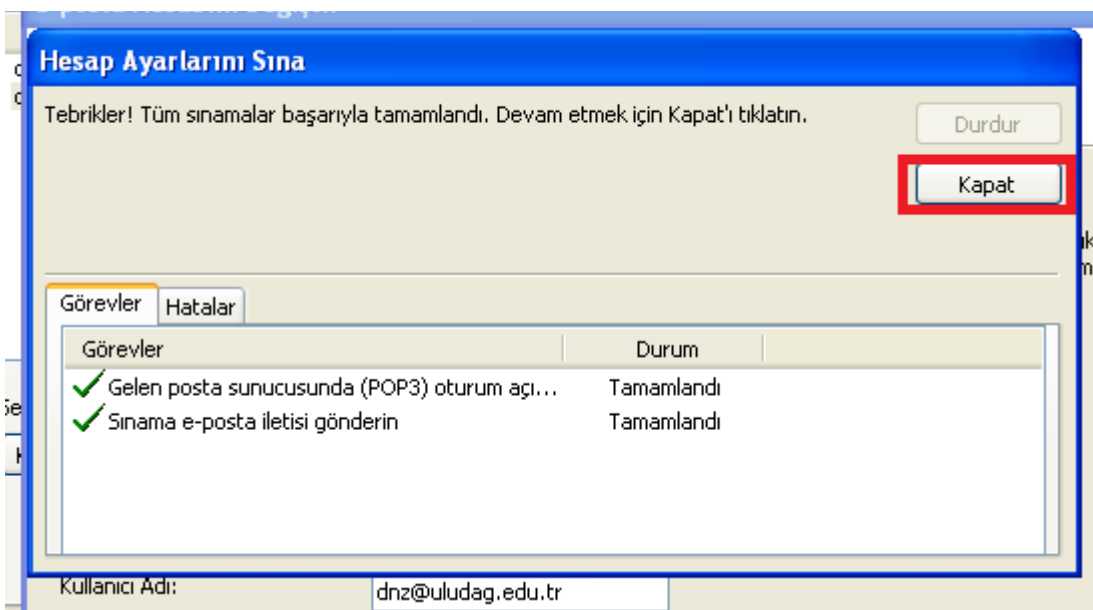 Hesap Ayarlarını Sına
Tebrikler! Tüm sınamalar başarıyla tamamlandı. Devam etmek için Kapat'ı tıklatın.
Durdur
Kapat
Görevler
Hatalar
Görevler Durum
Gelen posta sunucusunda (POP3) oturum açı... Tamamlandı
Sınama e-posta iletisi gönderin Tamamlandı
Kullanıcı Adı: dnz@uludag.edu.tr